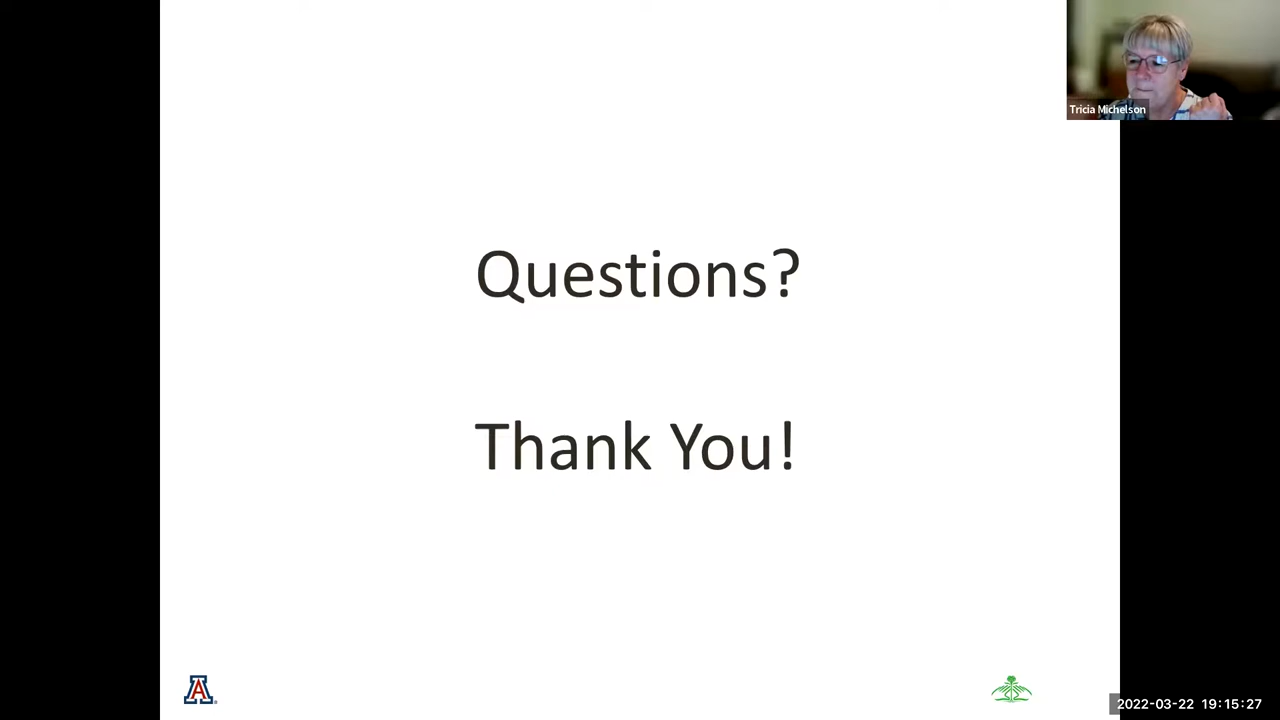 Tricia Michelson
Questions?
Thank You!
A
2022-03-22 19:15:27